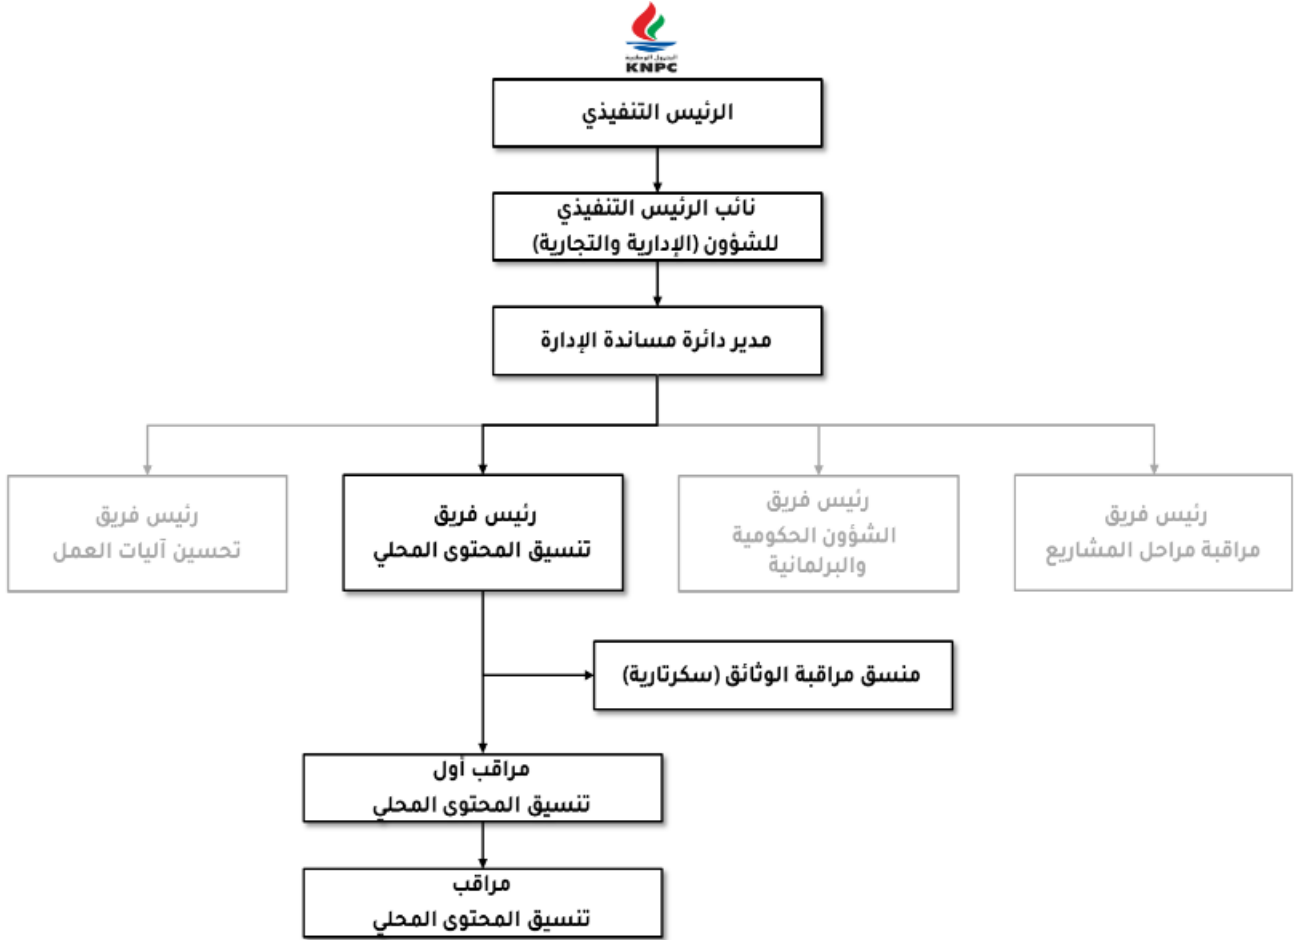 البترول الوطنية
KNPC
الرئيس التنفيذي
نائب الرئيس التنفيذي
للشؤون (الإدارية والتجارية)
مدير دائرة مساندة الإدارة
رئيس فريق
مراقبة مراحل المشاريع
رئيس فريق
الشؤون الحكومية
والبرلمانية
رئيس فريق
تنسيق المحتوى المحلي
رئيس فريق
تحسين آليات العمل
منسق مراقبة الوثائق (سكرتارية)
مراقب أول
تنسيق المحتوى المحلي
مراقب
تنسيق المحتوى المحلي